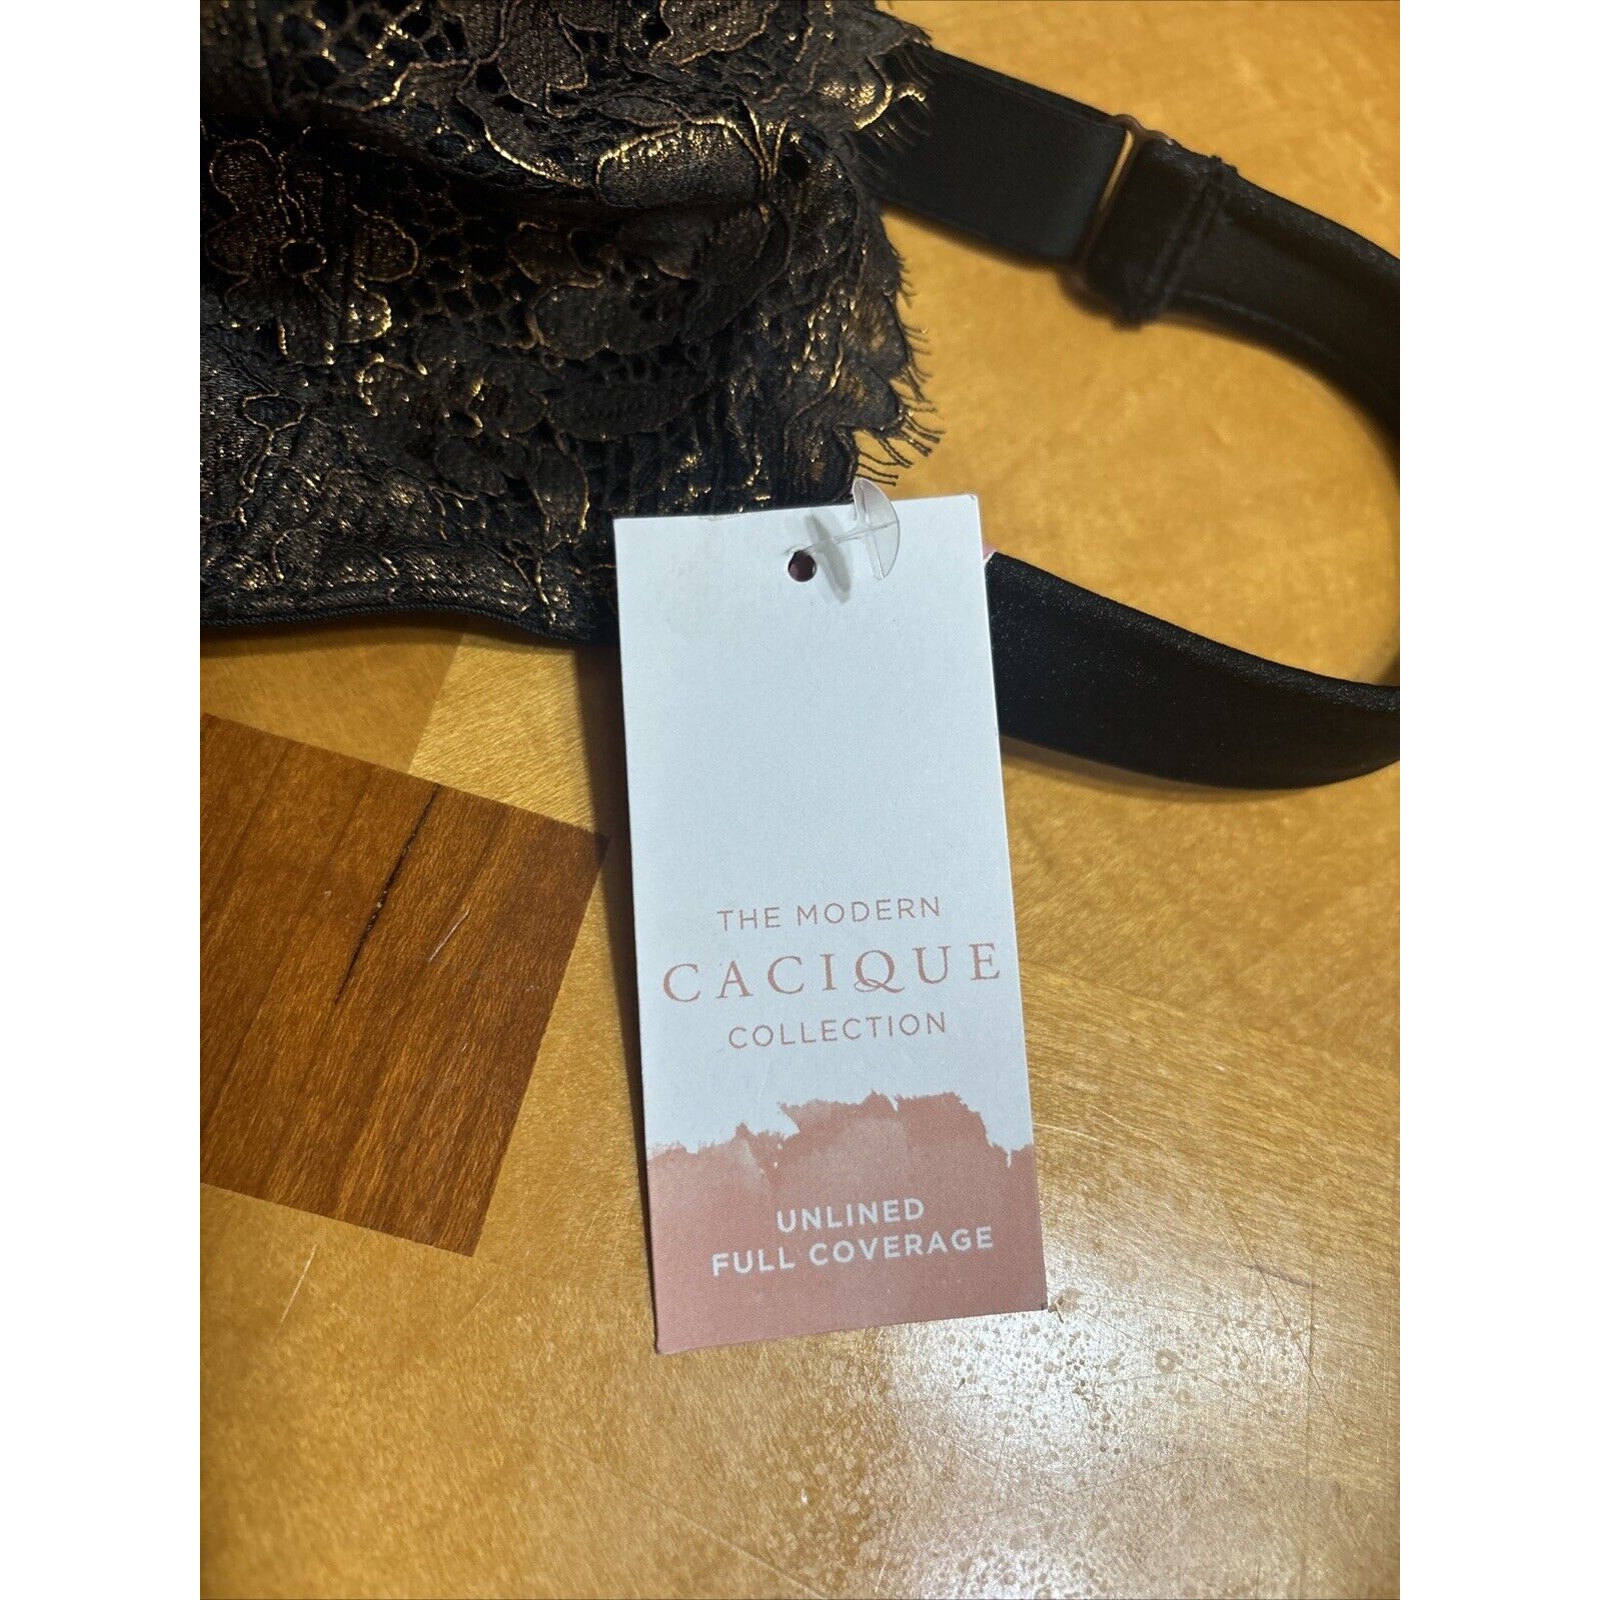 THE MODERN
CACIQUE
COLLECTION
UNLINED
FULL COVERAGE